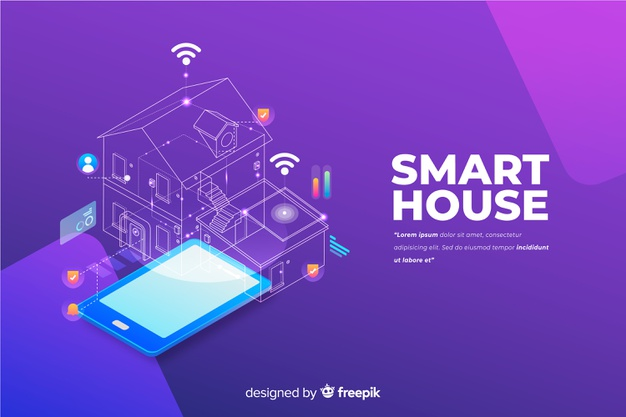 SMART
HOUSE
"Lorem ipsum dolor sit amet, consectetur
adipiscing elit. Sed do eiusmod tempor incididunt
ut labore et"
designed by freepik